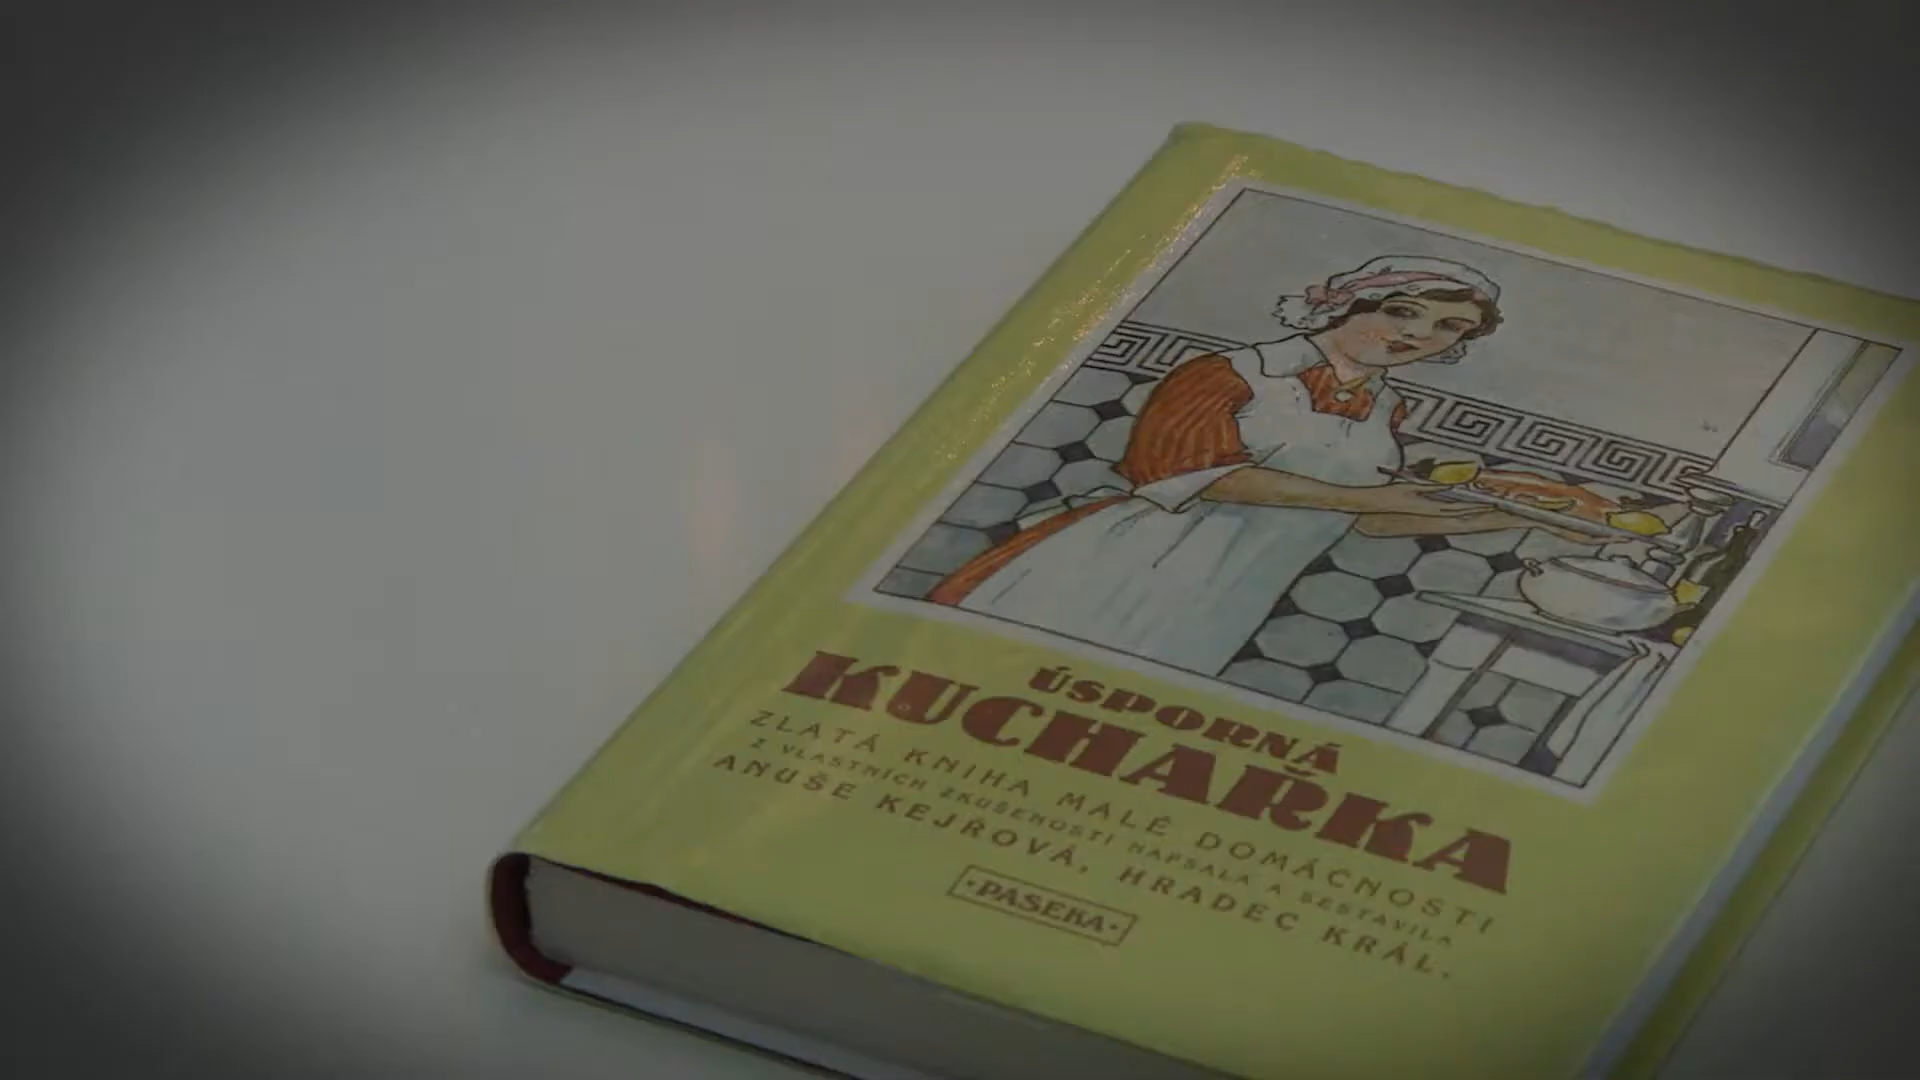 ÚSPORNÁ
KUCHAŘKA
ZLATÁ KNIHA MALÉ DOMÁCNOSTI
Z VLASTNÍCH ZKUŠENOSTÍ NAPSALA A SESTAVILA
ANUŠE KEJŘOVÁ, HRADEC KRÁL.
·PASEKA·